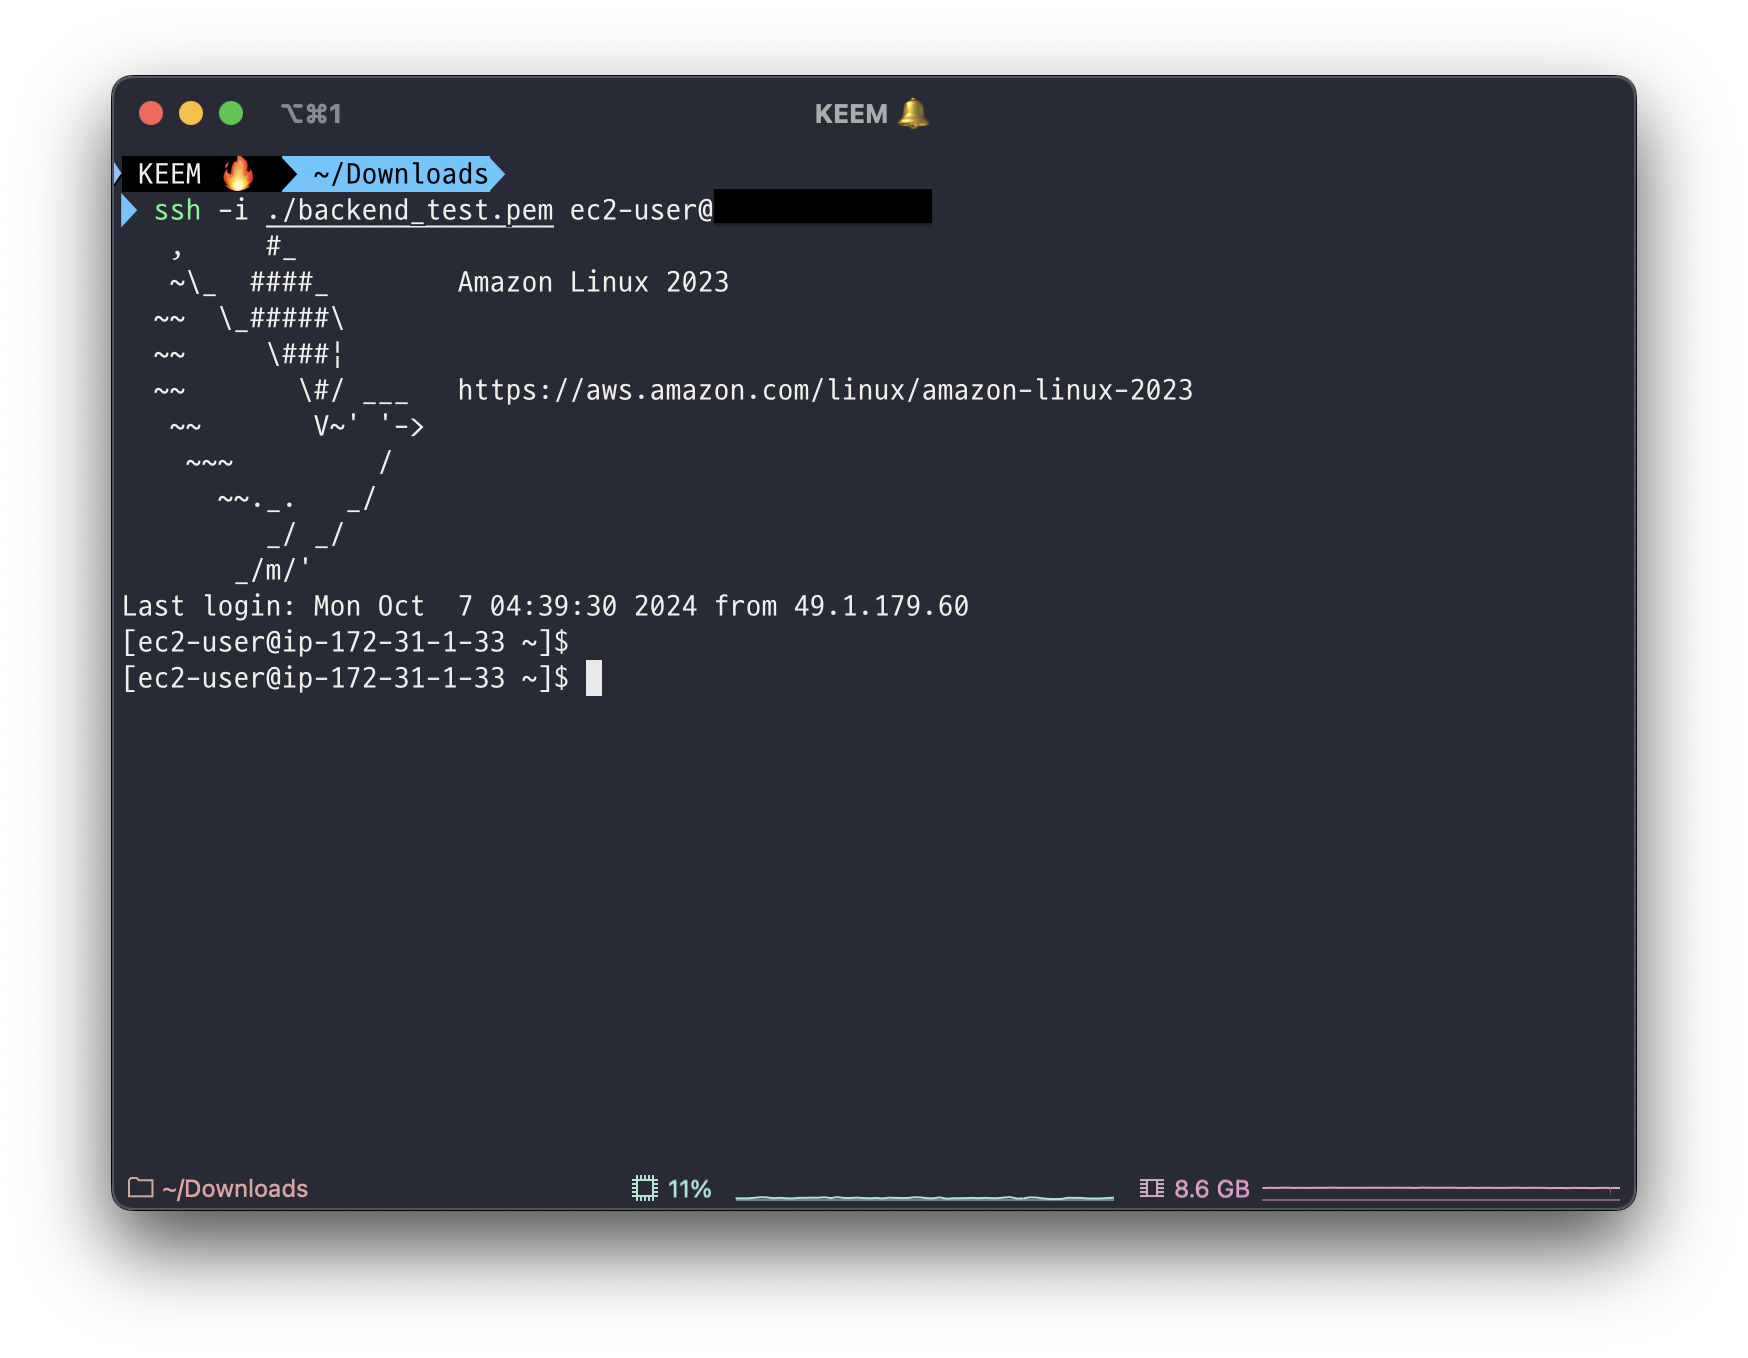 ⌥⌘1 KEEM 🔔
KEEM 🔥 ~/Downloads
ssh -i ./backend_test.pem ec2-user@
   ,     #_
   ~\_  ####_        Amazon Linux 2023
  ~~  \_#####\
  ~~     \###|
  ~~       \#/ ___   https://aws.amazon.com/linux/amazon-linux-2023
   ~~       V~' '->
    ~~~         /
      ~~._.   _/
         _/ _/
       _/m/'
Last login: Mon Oct  7 04:39:30 2024 from 49.1.179.60
[ec2-user@ip-172-31-1-33 ~]$
[ec2-user@ip-172-31-1-33 ~]$
~/Downloads 11% 8.6 GB